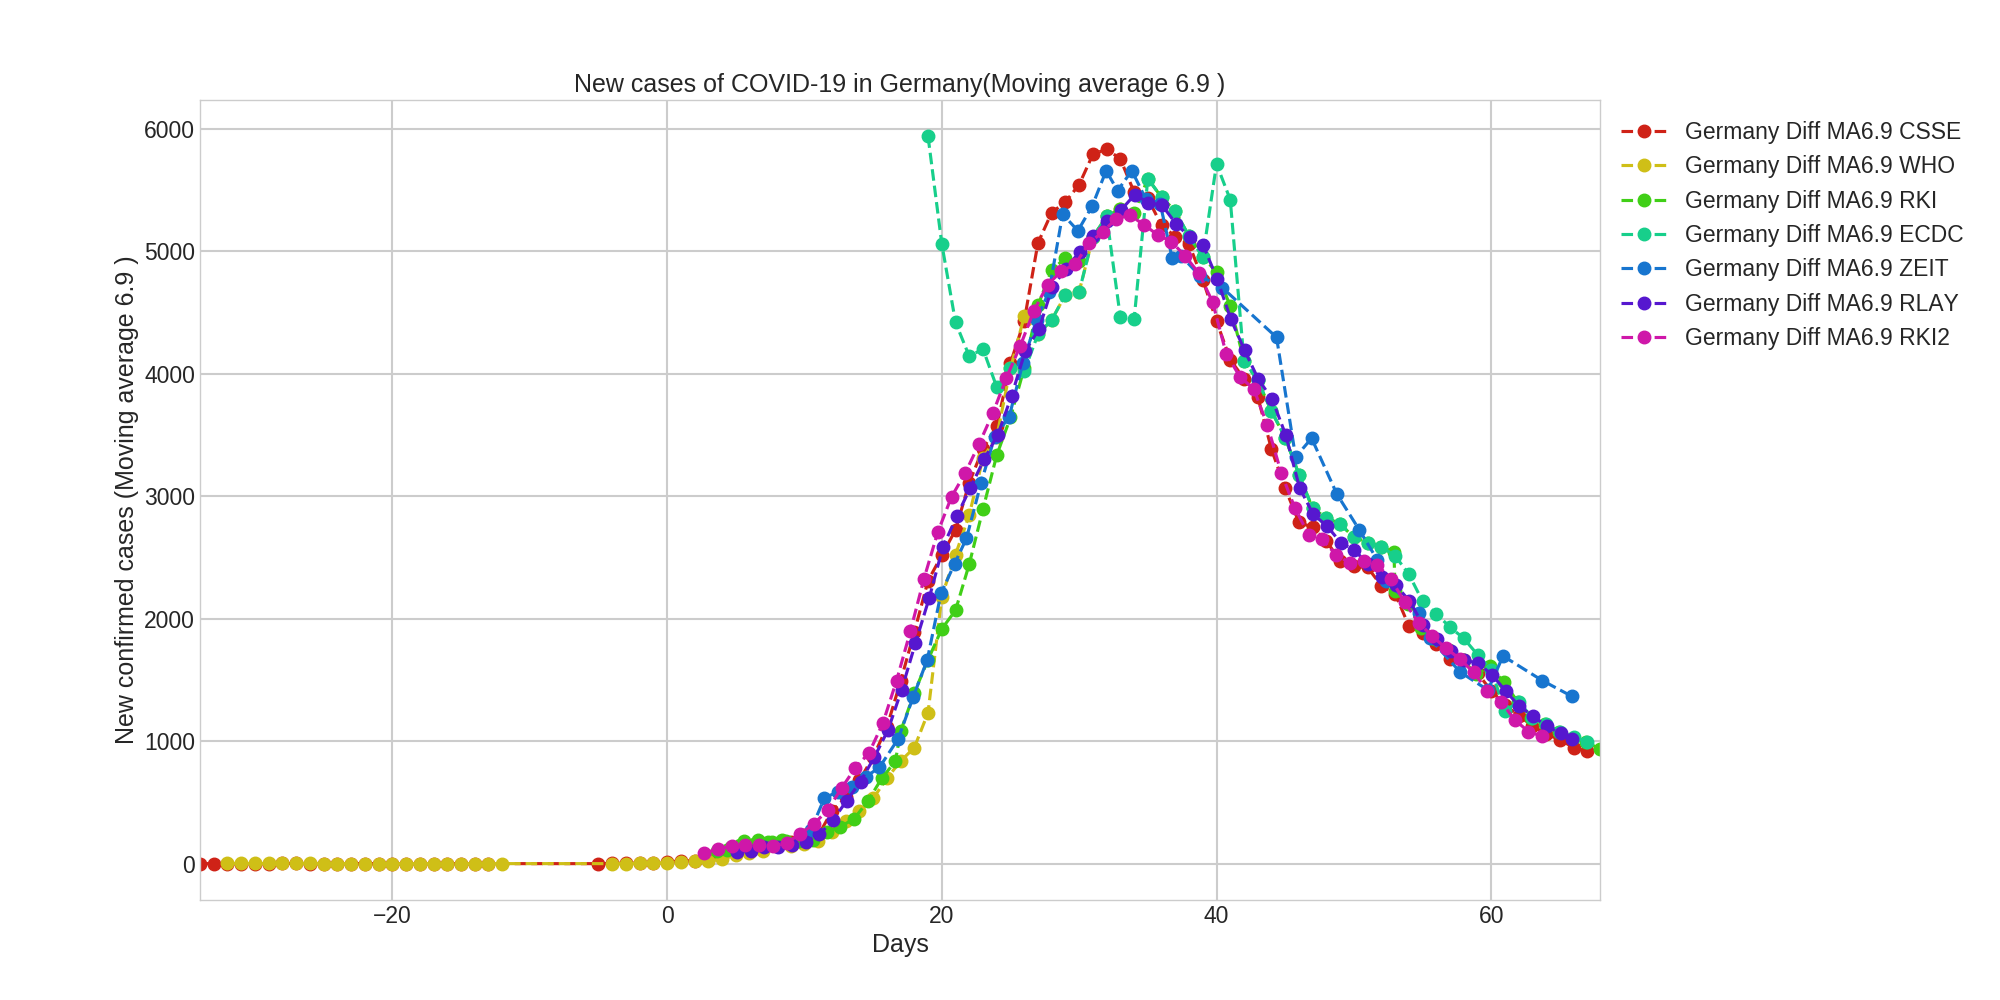 New cases of COVID-19 in Germany(Moving average 6.9 )
New confirmed cases (Moving average 6.9 )
6000
5000
4000
3000
2000
1000
0
−20
0
20
40
60
Days
Germany Diff MA6.9 CSSE
Germany Diff MA6.9 WHO
Germany Diff MA6.9 RKI
Germany Diff MA6.9 ECDC
Germany Diff MA6.9 ZEIT
Germany Diff MA6.9 RLAY
Germany Diff MA6.9 RKI2